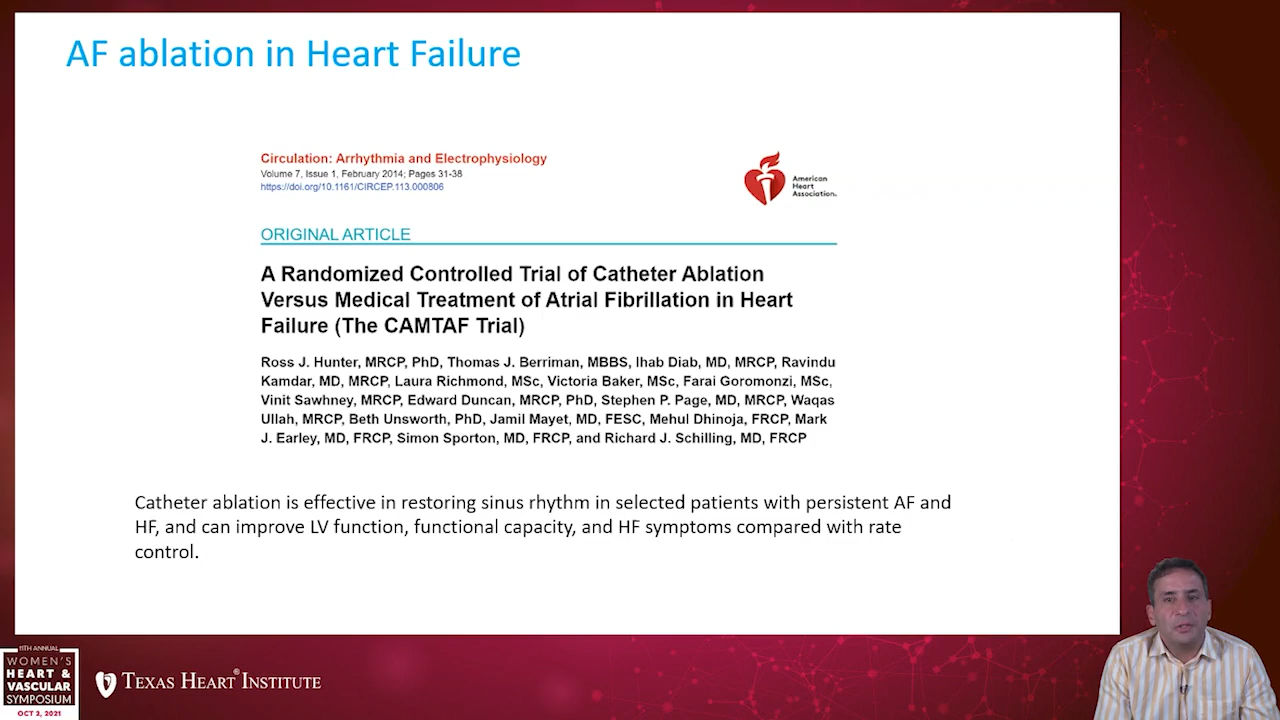 AF ablation in Heart Failure
Circulation: Arrhythmia and Electrophysiology
Volume 7, Issue 1, February 2014; Pages 31-38
https://doi.org/10.1161/CIRCEP.113.000806
American
Heart
Association.
ORIGINAL ARTICLE
A Randomized Controlled Trial of Catheter Ablation
Versus Medical Treatment of Atrial Fibrillation in Heart
Failure (The CAMTAF Trial)
Ross J. Hunter, MRCP, PhD, Thomas J. Berriman, MBBS, Ihab Diab, MD, MRCP, Ravindu
Kamdar, MD, MRCP, Laura Richmond, MSc, Victoria Baker, MSc, Farai Goromonzi, MSc,
Vinit Sawhney, MRCP, Edward Duncan, MRCP, PhD, Stephen P. Page, MD, MRCP, Waqas
Ullah, MRCP, Beth Unsworth, PhD, Jamil Mayet, MD, FESC, Mehul Dhinoja, FRCP, Mark
J. Earley, MD, FRCP, Simon Sporton, MD, FRCP, and Richard J. Schilling, MD, FRCP
Catheter ablation is effective in restoring sinus rhythm in selected patients with persistent AF and
HF, and can improve LV function, functional capacity, and HF symptoms compared with rate
control.
11TH ANNUAL
WOMEN'S
HEART &
VASCULAR
SYMPOSIUM
OCT 2, 2021
TEXAS HEART® INSTITUTE